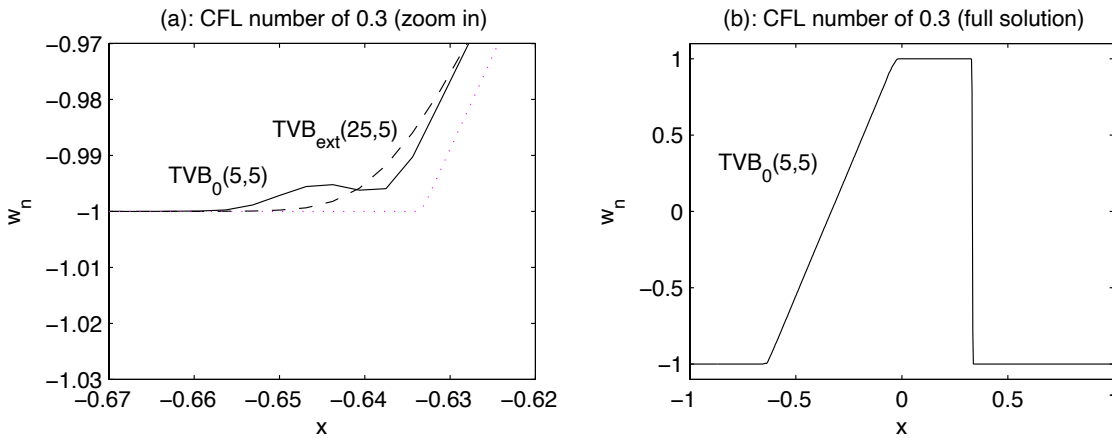 (a): CFL number of 0.3 (zoom in)
−0.97
−0.98
−0.99
−1
−1.01
−1.02
−1.03
w_n
TVB_ext(25,5)
TVB_0(5,5)
−0.67
−0.66
−0.65
−0.64
−0.63
−0.62
x
(b): CFL number of 0.3 (full solution)
1
0.5
0
−0.5
−1
w_n
TVB_0(5,5)
−1
−0.5
0
0.5
x